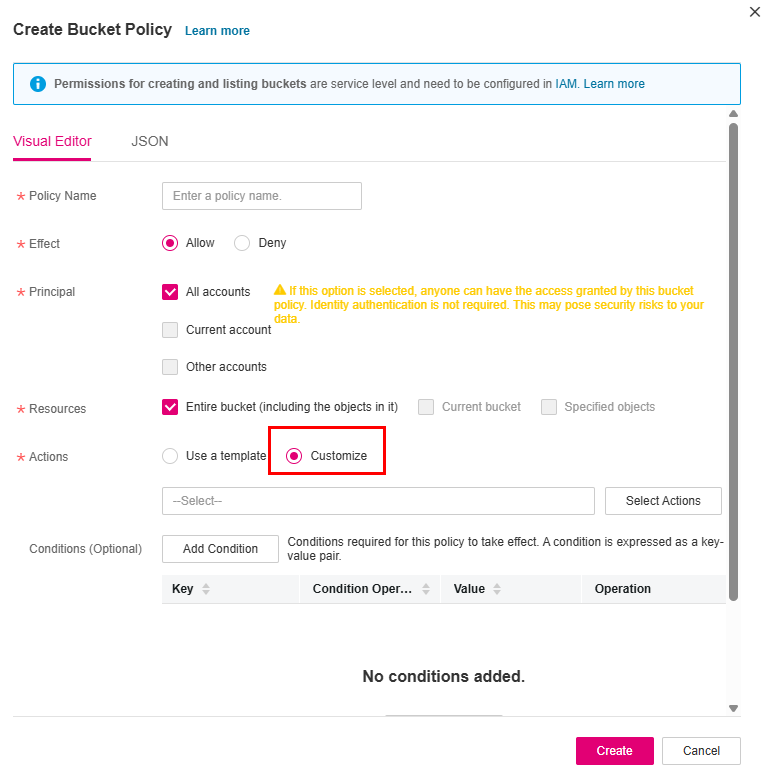 Create Bucket Policy Learn more
Permissions for creating and listing buckets are service level and need to be configured in IAM. Learn more
Visual Editor JSON
* Policy Name Enter a policy name.
* Effect Allow Deny
* Principal All accounts If this option is selected, anyone can have the access granted by this bucket
policy. Identity authentication is not required. This may pose security risks to your
data.
Current account
Other accounts
* Resources Entire bucket (including the objects in it) Current bucket Specified objects
* Actions Use a template Customize
--Select-- Select Actions
Conditions (Optional) Add Condition Conditions required for this policy to take effect. A condition is expressed as a key-
value pair.
Key Condition Oper... Value Operation
No conditions added.
Create Cancel